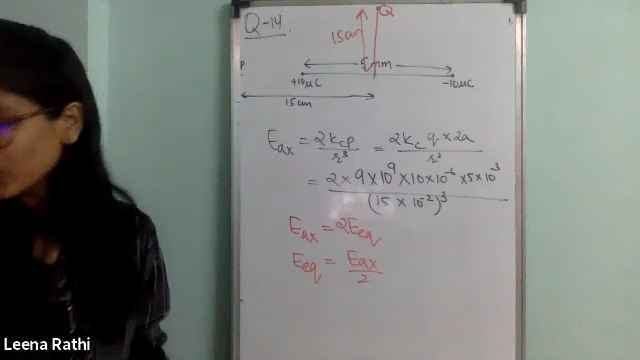 Q-14.
Q
15cm
5mm
P
+10μC
-10μC
15cm
Eax = 2kcp/r³ = 2kc q×2a/r³
= 2×9×10⁹×10×10⁻⁶×5×10⁻³/(15×10⁻²)³
Eax = 2Eeq
Eeq = Eax/2
Leena Rathi